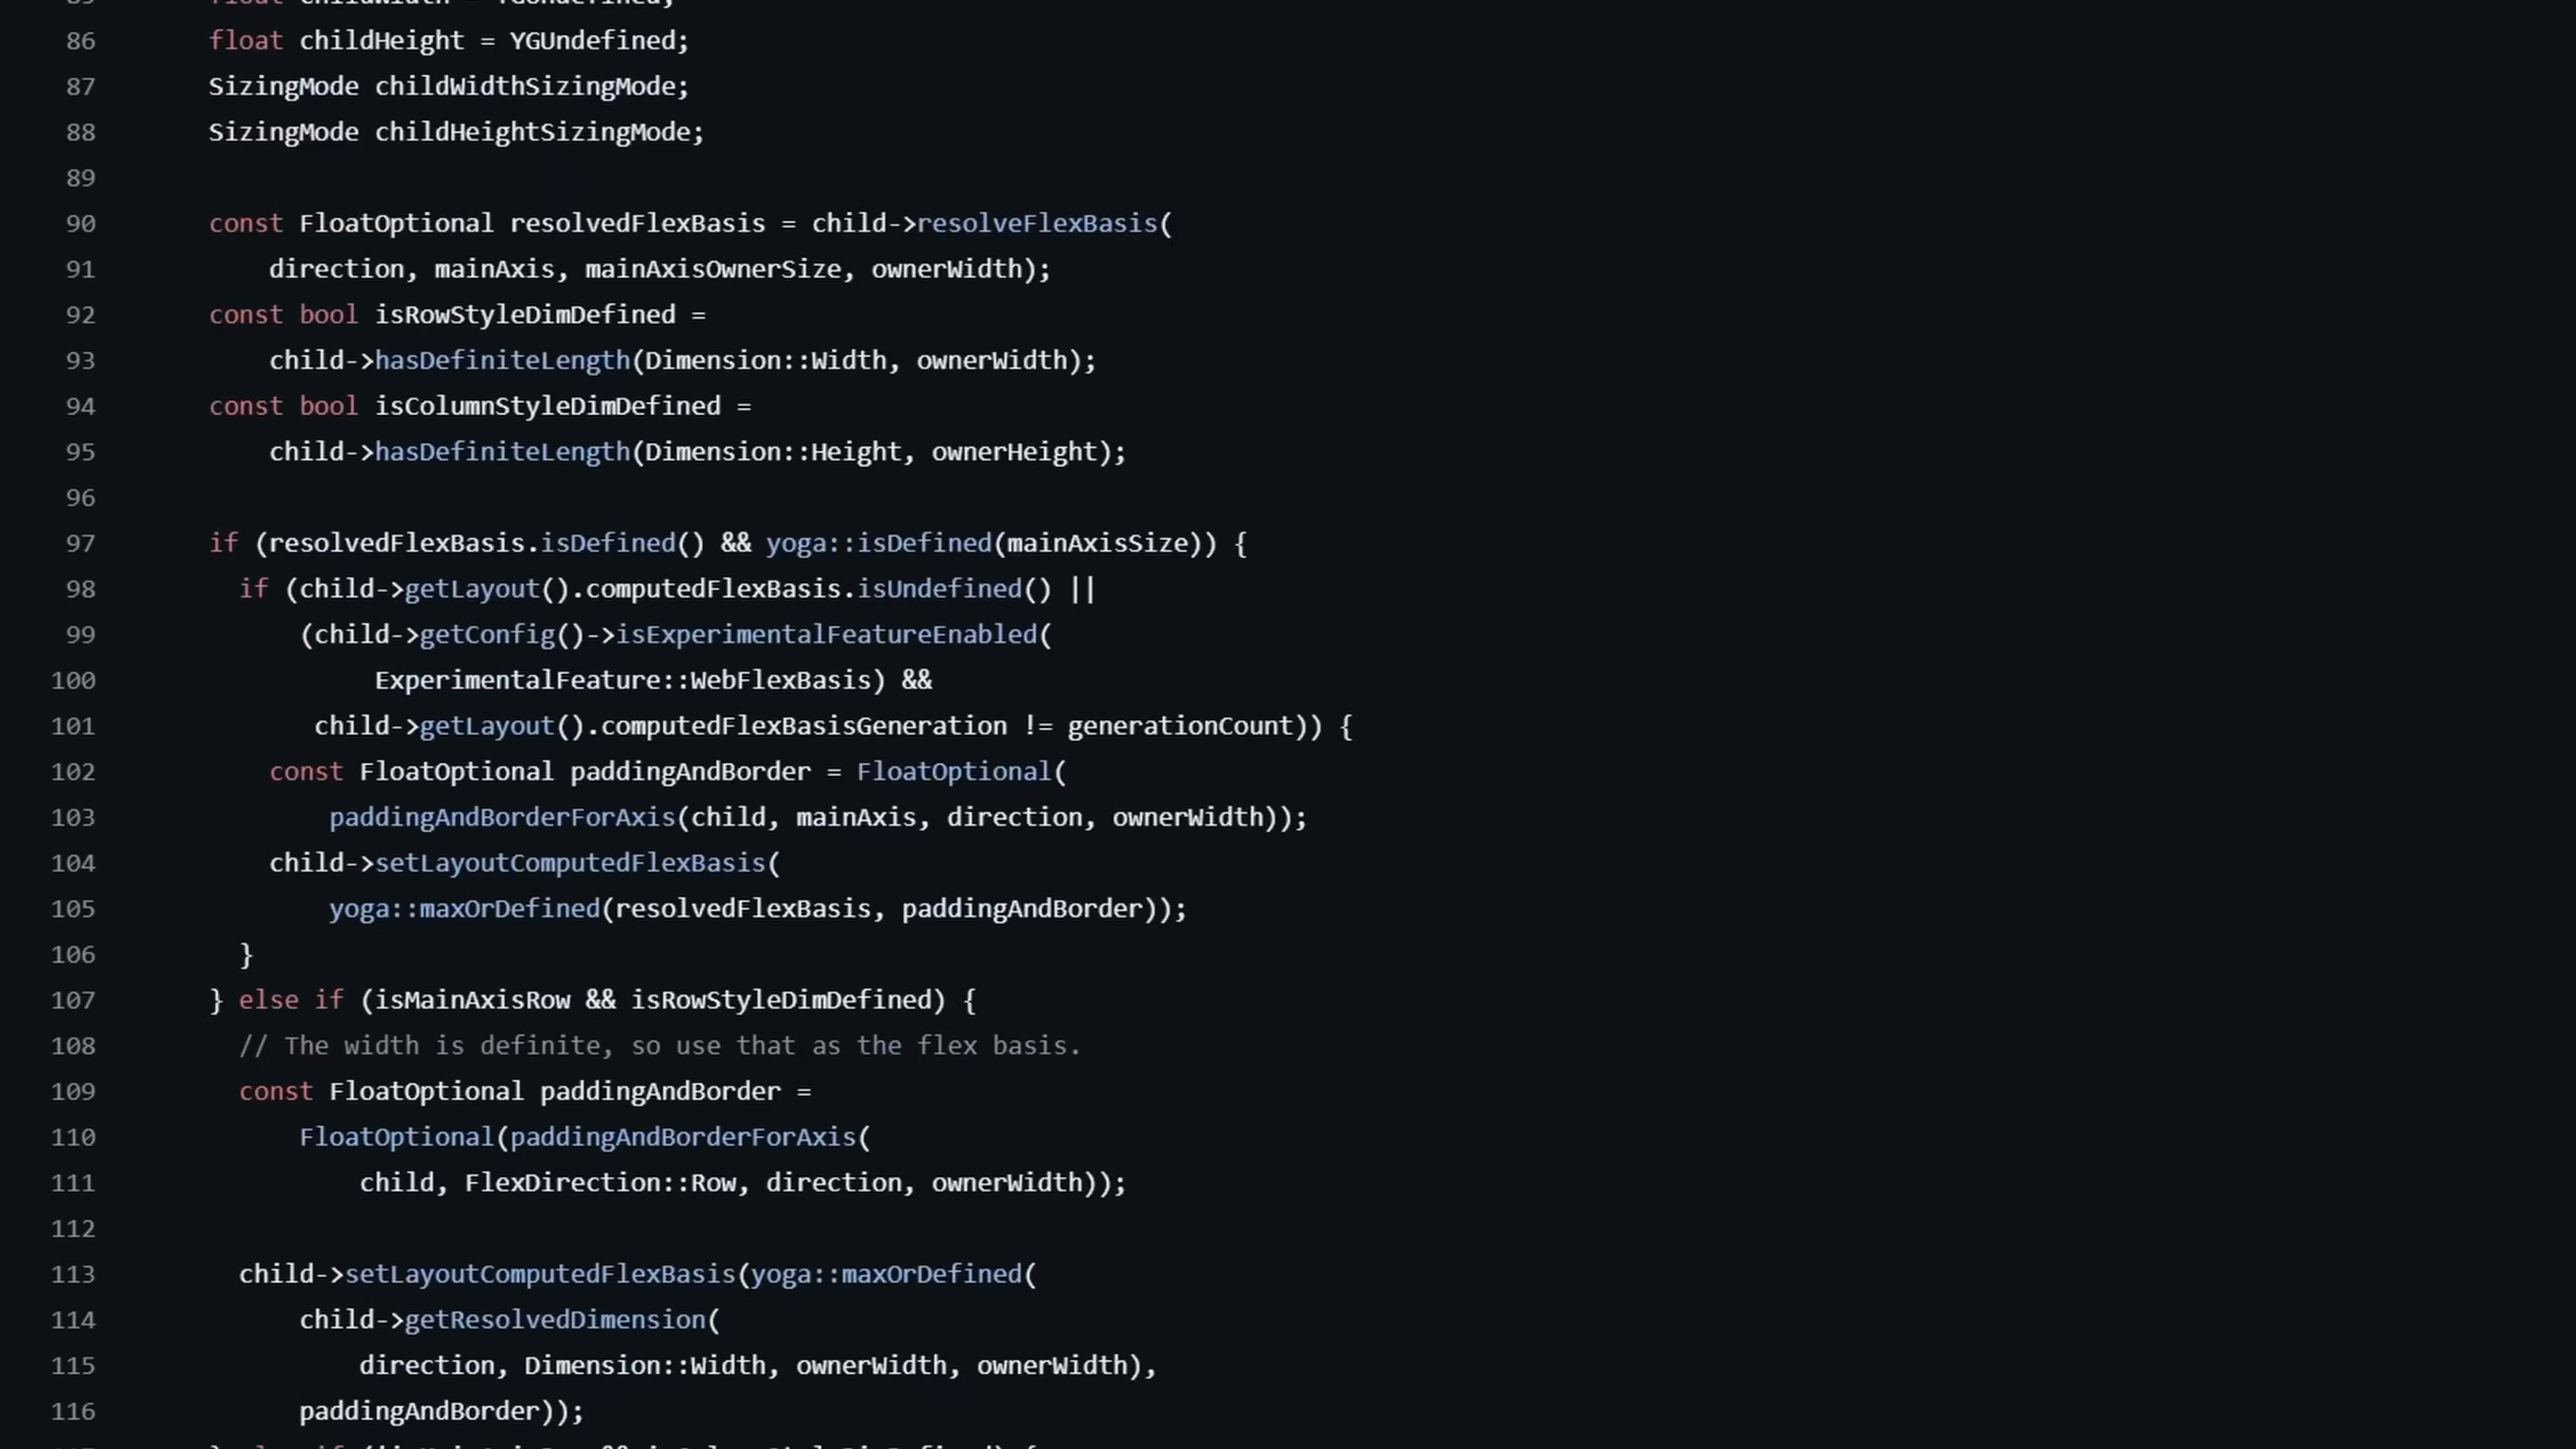 86 float childHeight = YGUndefined;
87 SizingMode childWidthSizingMode;
88 SizingMode childHeightSizingMode;
89
90 const FloatOptional resolvedFlexBasis = child->resolveFlexBasis(
91 direction, mainAxis, mainAxisOwnerSize, ownerWidth);
92 const bool isRowStyleDimDefined =
93 child->hasDefiniteLength(Dimension::Width, ownerWidth);
94 const bool isColumnStyleDimDefined =
95 child->hasDefiniteLength(Dimension::Height, ownerHeight);
96
97 if (resolvedFlexBasis.isDefined() && yoga::isDefined(mainAxisSize)) {
98 if (child->getLayout().computedFlexBasis.isUndefined() ||
99 (child->getConfig()->isExperimentalFeatureEnabled(
100 ExperimentalFeature::WebFlexBasis) &&
101 child->getLayout().computedFlexBasisGeneration != generationCount)) {
102 const FloatOptional paddingAndBorder = FloatOptional(
103 paddingAndBorderForAxis(child, mainAxis, direction, ownerWidth));
104 child->setLayoutComputedFlexBasis(
105 yoga::maxOrDefined(resolvedFlexBasis, paddingAndBorder));
106 }
107 } else if (isMainAxisRow && isRowStyleDimDefined) {
108 // The width is definite, so use that as the flex basis.
109 const FloatOptional paddingAndBorder =
110 FloatOptional(paddingAndBorderForAxis(
111 child, FlexDirection::Row, direction, ownerWidth));
112
113 child->setLayoutComputedFlexBasis(yoga::maxOrDefined(
114 child->getResolvedDimension(
115 direction, Dimension::Width, ownerWidth, ownerWidth),
116 paddingAndBorder));